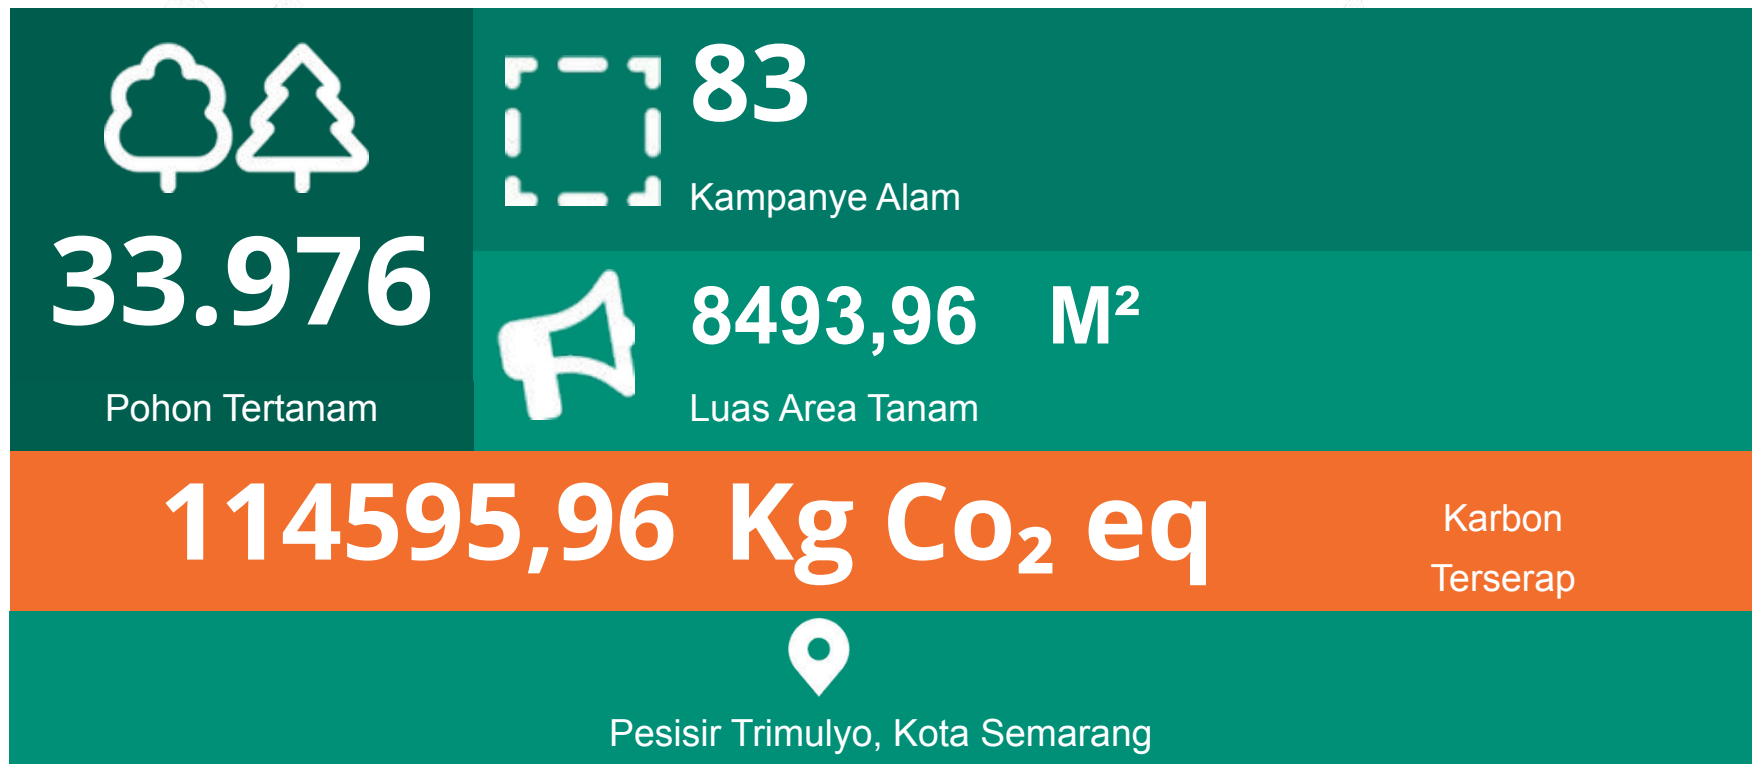 33.976
Pohon Tertanam
83
Kampanye Alam
8493,96 M²
Luas Area Tanam
114595,96 Kg Co₂ eq
Karbon
Terserap
Pesisir Trimulyo, Kota Semarang